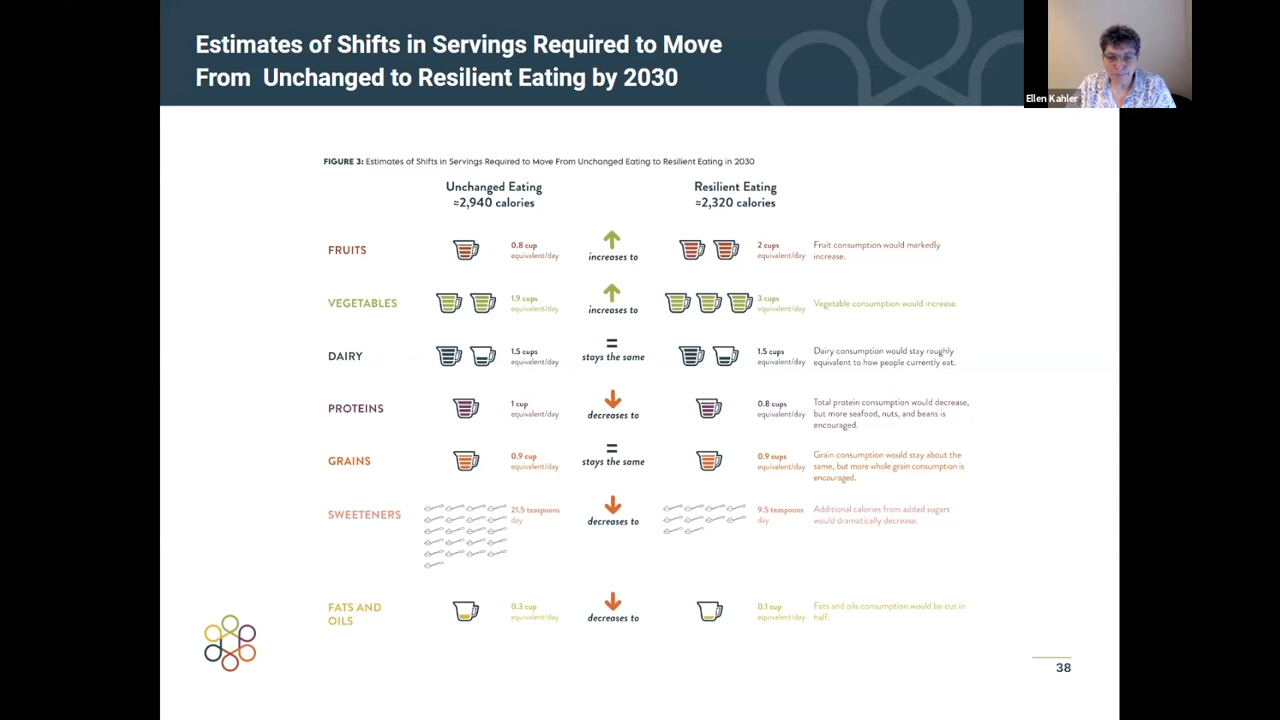 Estimates of Shifts in Servings Required to Move
From Unchanged to Resilient Eating by 2030
Ellen Kahler
FIGURE 3: Estimates of Shifts in Servings Required to Move From Unchanged Eating to Resilient Eating in 2030
Unchanged Eating
≈2,940 calories
Resilient Eating
≈2,320 calories
FRUITS
0.8 cup
equivalent/day
increases to
2 cups
equivalent/day
Fruit consumption would markedly
increase.
VEGETABLES
1.9 cups
equivalent/day
increases to
3 cups
equivalent/day
Vegetable consumption would increase.
DAIRY
1.5 cups
equivalent/day
=
stays the same
1.5 cups
equivalent/day
Dairy consumption would stay roughly
equivalent to how people currently eat.
PROTEINS
1 cup
equivalent/day
decreases to
0.8 cups
equivalent/day
Total protein consumption would decrease,
but more seafood, nuts, and beans is
encouraged.
GRAINS
0.9 cup
equivalent/day
=
stays the same
0.9 cups
equivalent/day
Grain consumption would stay about the
same, but more whole grain consumption is
encouraged.
SWEETENERS
21.5 teaspoons
day
decreases to
9.5 teaspoons
day
Additional calories from added sugars
would dramatically decrease.
FATS AND
OILS
0.3 cup
equivalent/day
decreases to
0.1 cup
equivalent/day
Fats and oils consumption would be cut in
half.
38